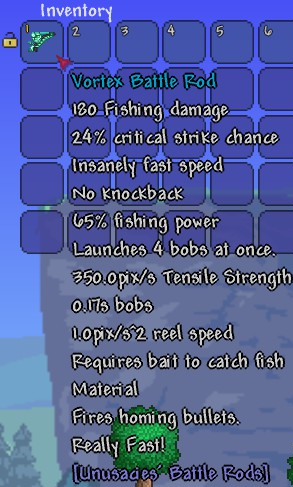 Inventory
1 2 3 4 5 6
Vortex Battle Rod
180 Fishing damage
24% critical strike chance
Insanely fast speed
No knockback
65% fishing power
Launches 4 bobs at once.
350.0pix/s Tensile Strength
0.17s bobs
1.0pix/s^2 reel speed
Requires bait to catch fish
Material
Fires homing bullets.
Really Fast!
[Unusacies' Battle Rods]